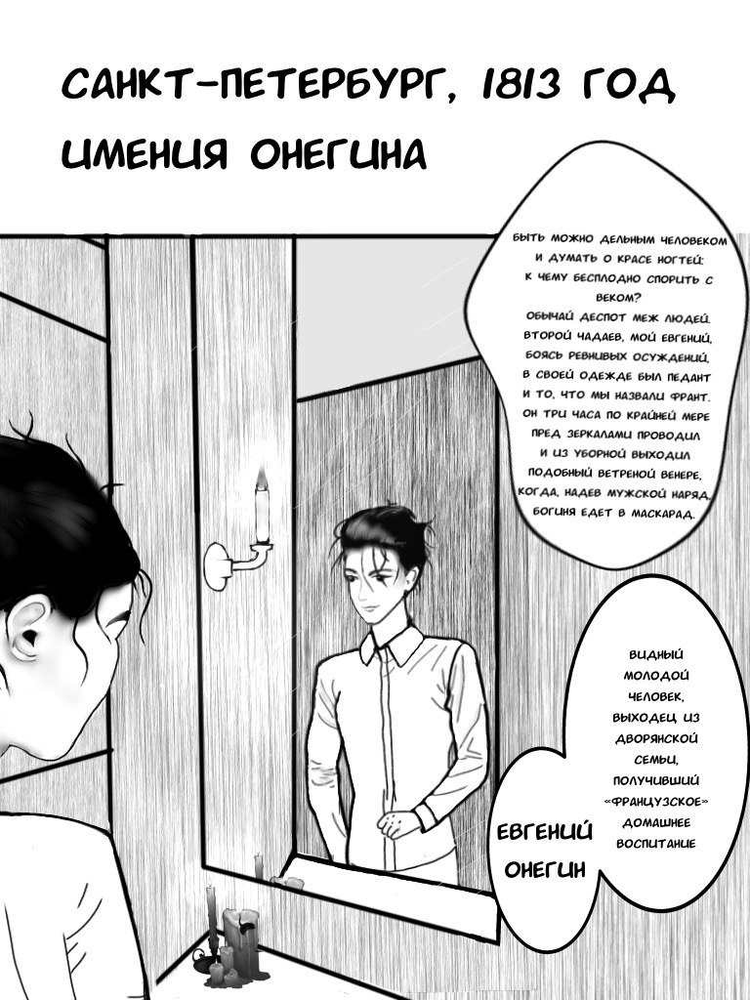 САНКТ-ПЕТЕРБУРГ, 1813 ГОД
ИМЕНИЯ ОНЕГИНА
БЫТЬ МОЖНО ДЕЛЬНЫМ ЧЕЛОВЕКОМ
И ДУМАТЬ О КРАСЕ НОГТЕЙ:
К ЧЕМУ БЕСПЛОДНО СПОРИТЬ С
ВЕКОМ?
ОБЫЧАЙ ДЕСПОТ МЕЖ ЛЮДЕЙ.
ВТОРОЙ ЧАДАЕВ, МОЙ ЕВГЕНИЙ,
БОЯСЬ РЕВНИВЫХ ОСУЖДЕНИЙ,
В СВОЕЙ ОДЕЖДЕ БЫЛ ПЕДАНТ
И ТО, ЧТО МЫ НАЗВАЛИ ФРАНТ.
ОН ТРИ ЧАСА ПО КРАЙНЕЙ МЕРЕ
ПРЕД ЗЕРКАЛАМИ ПРОВОДИЛ
И ИЗ УБОРНОЙ ВЫХОДИЛ
ПОДОБНЫЙ ВЕТРЕНОЙ ВЕНЕРЕ,
КОГДА, НАДЕВ МУЖСКОЙ НАРЯД,
БОГИНЯ ЕДЕТ В МАСКАРАД.
ВИДНЫЙ
МОЛОДОЙ
ЧЕЛОВЕК,
ВЫХОДЕЦ ИЗ
ДВОРЯНСКОЙ
СЕМЬИ,
ПОЛУЧИВШИЙ
«ФРАНЦУЗСКОЕ»
ДОМАШНЕЕ
ВОСПИТАНИЕ
ЕВГЕНИЙ
ОНЕГИН